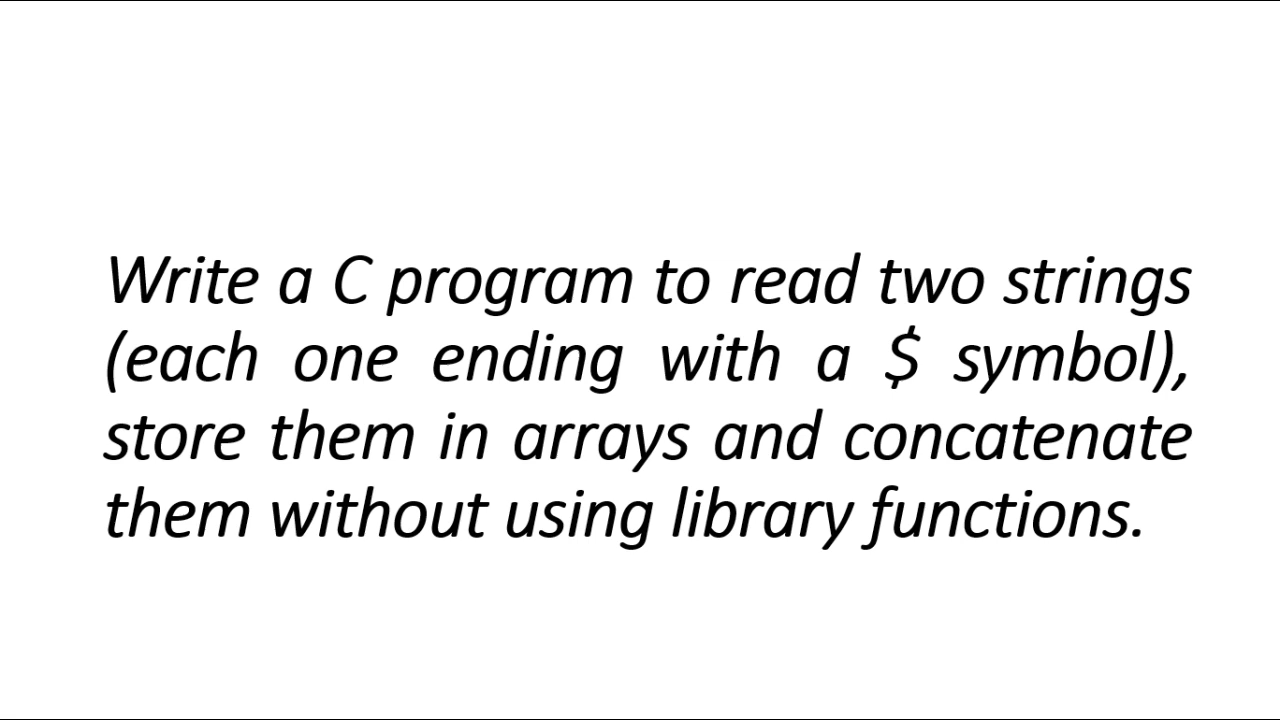 Write a C program to read two strings
(each one ending with a $ symbol),
store them in arrays and concatenate
them without using library functions.